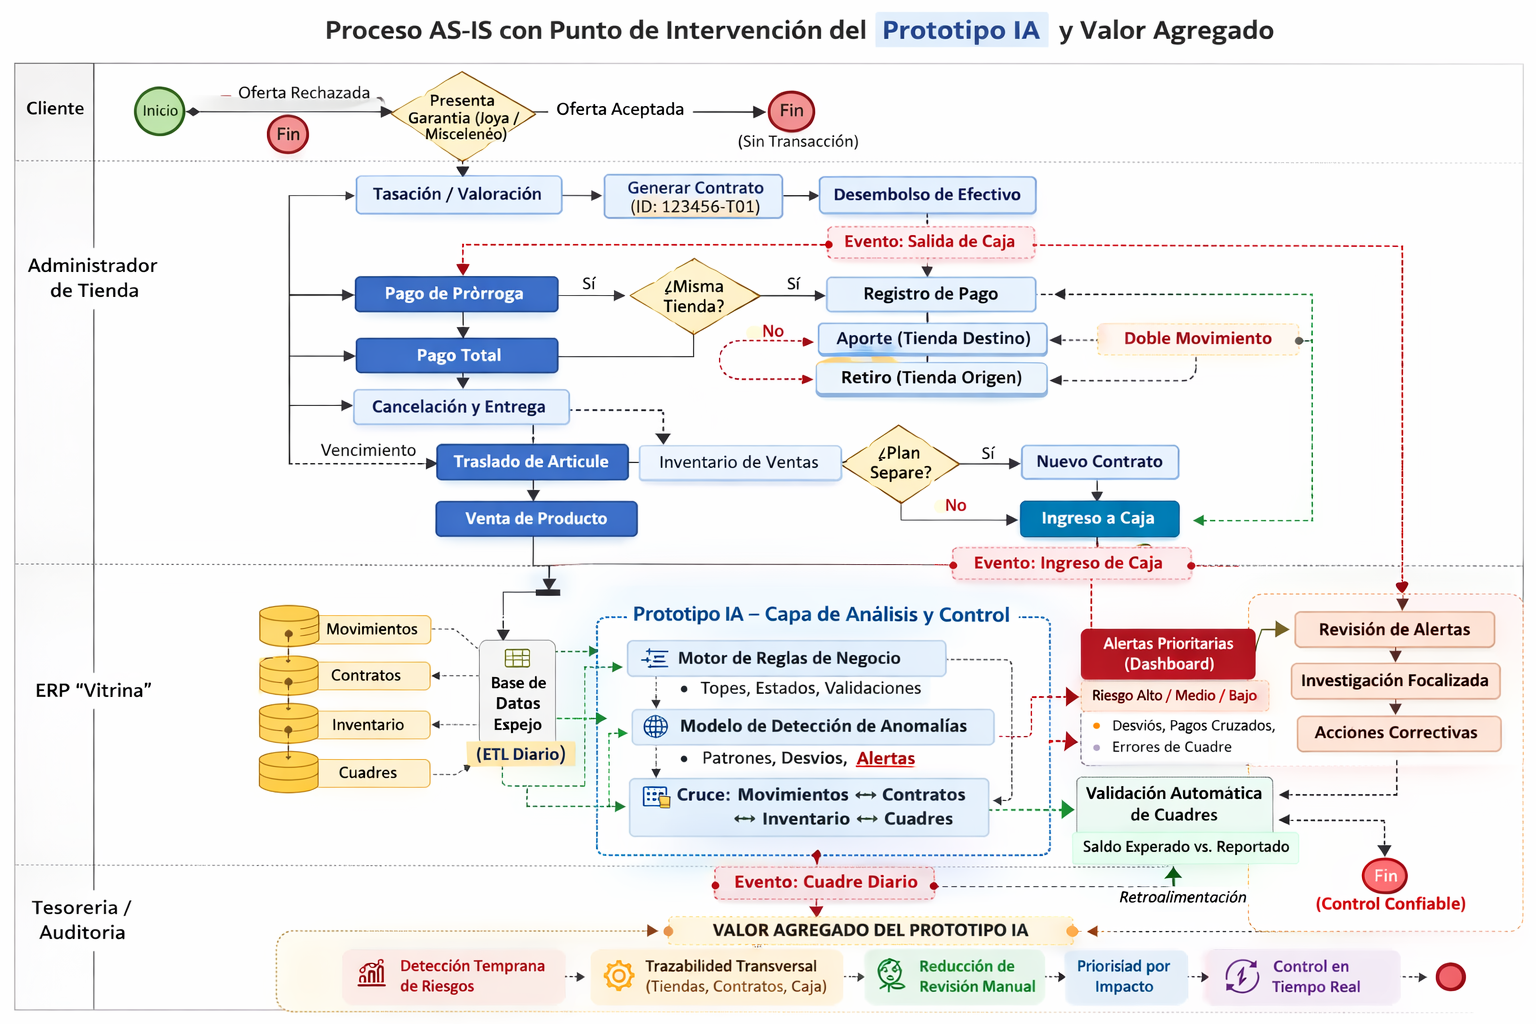 Proceso AS-IS con Punto de Intervención del Prototipo IA y Valor Agregado
Cliente
Inicio
Oferta Rechazada
Fin
Presenta
Garantia (Joya /
Miscelenéo)
Oferta Aceptada
Fin
(Sin Transacción)
Administrador
de Tienda
Tasación / Valoración
Generar Contrato
(ID: 123456-T01)
Desembolso de Efectivo
Evento: Salida de Caja
Pago de Pròrroga
Sí
¿Misma
Tienda?
Sí
Registro de Pago
No
Aporte (Tienda Destino)
Doble Movimiento
Pago Total
Retiro (Tienda Origen)
Cancelación y Entrega
Vencimiento
Traslado de Articule
Inventario de Ventas
¿Plan
Separe?
Sí
Nuevo Contrato
No
Venta de Producto
Ingreso a Caja
Evento: Ingreso de Caja
ERP “Vitrina”
Movimientos
Contratos
Inventario
Cuadres
Base de
Datos
Espejo
(ETL Diario)
Prototipo IA – Capa de Análisis y Control
Motor de Reglas de Negocio
• Topes, Estados, Validaciones
Modelo de Detección de Anomalías
• Patrones, Desvios, Alertas
Cruce: Movimientos ↔ Contratos
↔ Inventario ↔ Cuadres
Alertas Prioritarias
(Dashboard)
Riesgo Alto / Medio / Bajo
• Desviós, Pagos Cruzados,
• Errores de Cuadre
Revisión de Alertas
Investigación Focalizada
Acciones Correctivas
Validación Automática
de Cuadres
Saldo Experado vs. Reportado
Fin
(Control Confiable)
Tesoreria /
Auditoria
Evento: Cuadre Diario
Retroalimentación
VALOR AGREGADO DEL PROTOTIPO IA
Detección Temprana
de Riesgos
Trazabilided Transversal
(Tiendas, Contratos, Caja)
Reducción de
Revisión Manual
Priorisiad por
Impacto
Control en
Tiempo Real